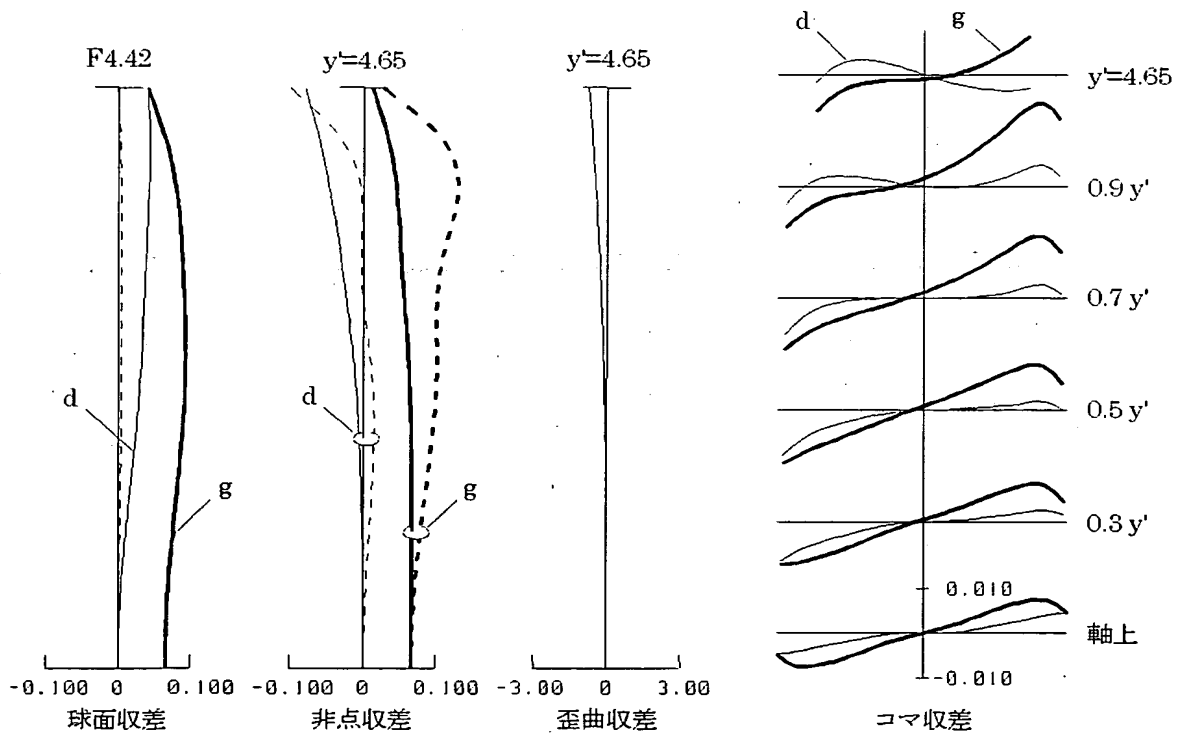 F4.42
d
g
-0.100 0 0.100
球面収差
y'=4.65
d
g
-0.100 0 0.100
非点収差
y'=4.65
-3.00 0 3.00
歪曲収差
d
g
y'=4.65
0.9 y'
0.7 y'
0.5 y'
0.3 y'
0.010
軸上
-0.010
コマ収差